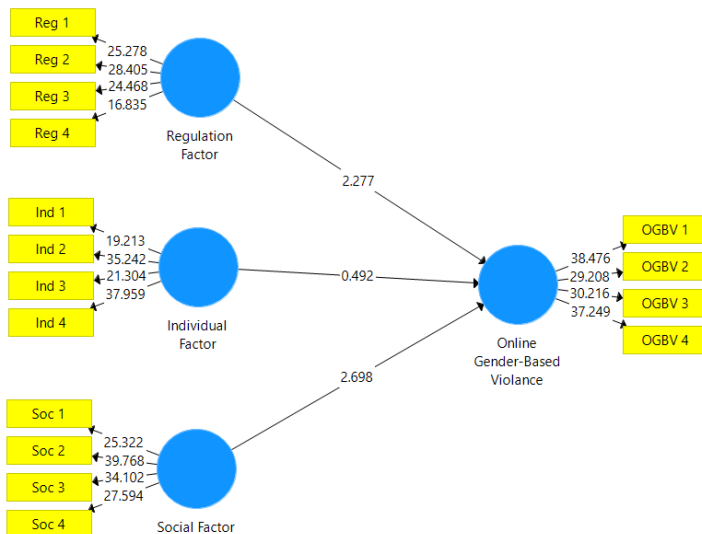 Reg 1
Reg 2
Reg 3
Reg 4
25.278
28.405
24.468
16.835
Regulation
Factor
2.277
Ind 1
Ind 2
Ind 3
Ind 4
19.213
35.242
21.304
37.959
Individual
Factor
0.492
Soc 1
Soc 2
Soc 3
Soc 4
25.322
39.768
34.102
27.594
Social Factor
2.698
38.476
29.208
30.216
37.249
OGBV 1
OGBV 2
OGBV 3
OGBV 4
Online
Gender-Based
Violance